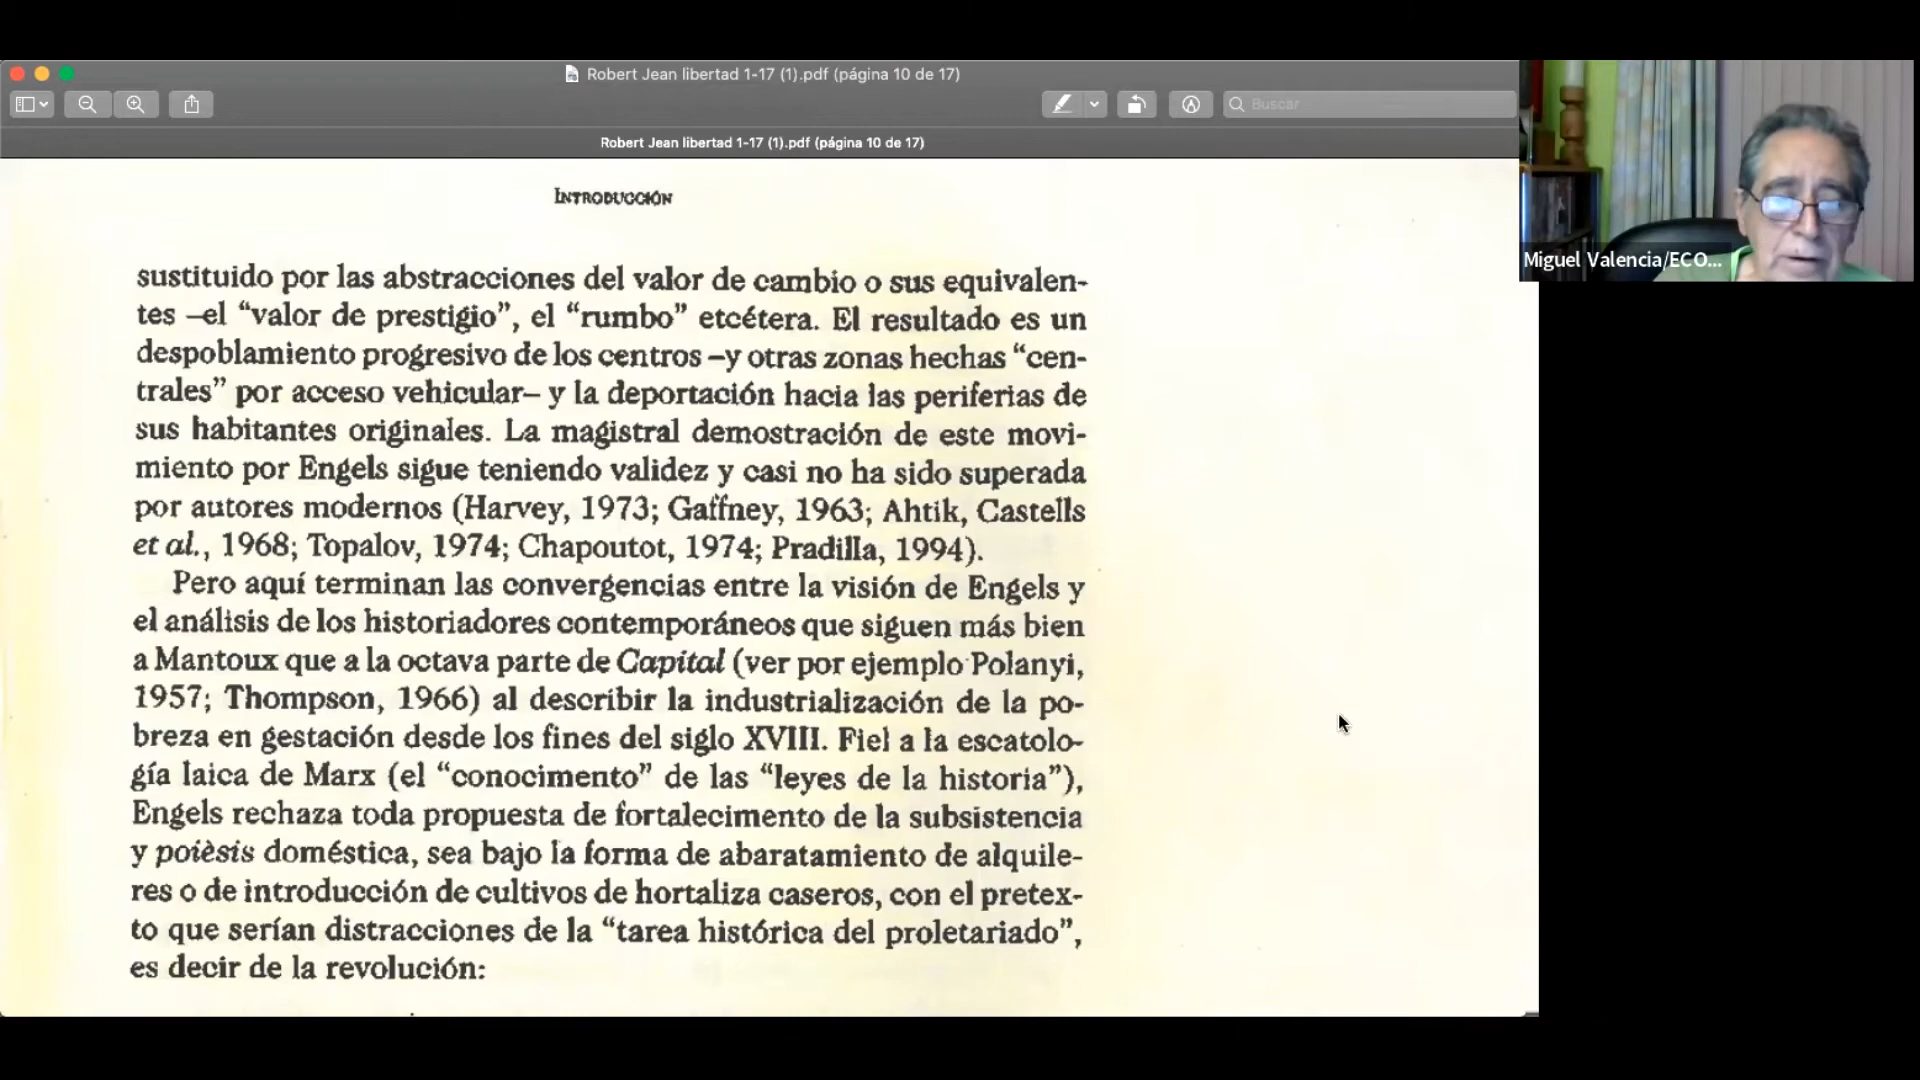 Robert Jean libertad 1-17 (1).pdf (página 10 de 17)
Buscar
Robert Jean libertad 1-17 (1).pdf (página 10 de 17)
Miguel Valencia/ECO...
INTRODUCCIÓN
sustituido por las abstracciones del valor de cambio o sus equivalen-
tes –el “valor de prestigio”, el “rumbo” etcétera. El resultado es un
despoblamiento progresivo de los centros –y otras zonas hechas “cen-
trales” por acceso vehicular– y la deportación hacia las periferias de
sus habitantes originales. La magistral demostración de este movi-
miento por Engels sigue teniendo validez y casi no ha sido superada
por autores modernos (Harvey, 1973; Gaffney, 1963; Ahtik, Castells
et al., 1968; Topalov, 1974; Chapoutot, 1974; Pradilla, 1994).
Pero aquí terminan las convergencias entre la visión de Engels y
el análisis de los historiadores contemporáneos que siguen más bien
a Mantoux que a la octava parte de Capital (ver por ejemplo Polanyi,
1957; Thompson, 1966) al describir la industrialización de la po-
breza en gestación desde los fines del siglo XVIII. Fiel a la escatolo-
gía laica de Marx (el “conocimento” de las “leyes de la historia”),
Engels rechaza toda propuesta de fortalecimento de la subsistencia
y poièsis doméstica, sea bajo la forma de abaratamiento de alquile-
res o de introducción de cultivos de hortaliza caseros, con el pretex-
to que serían distracciones de la “tarea histórica del proletariado”,
es decir de la revolución: